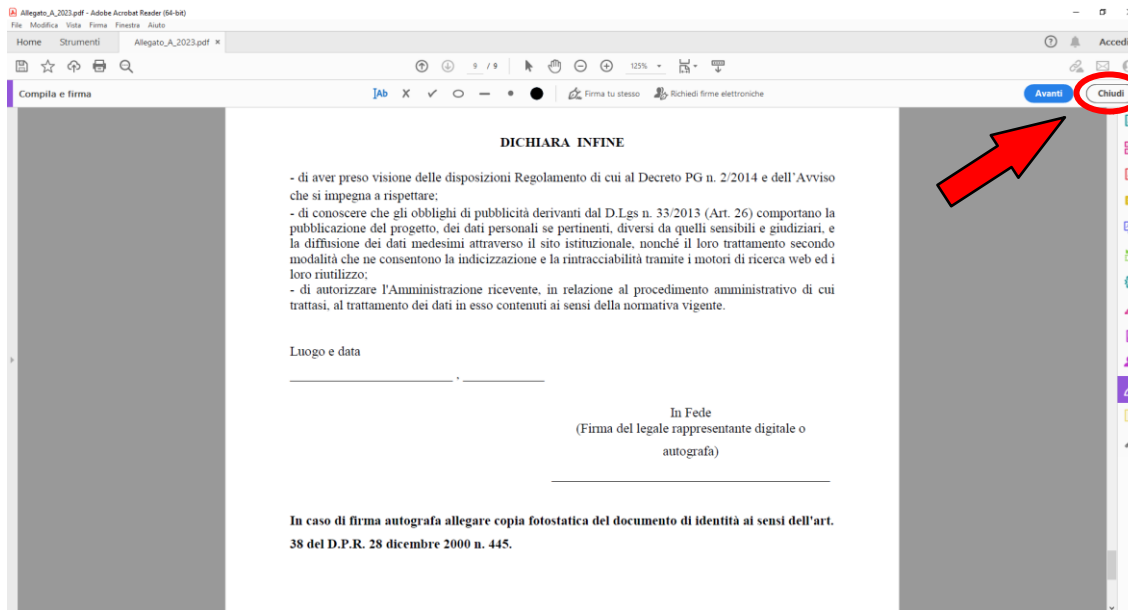 Allegato_A_2023.pdf - Adobe Acrobat Reader (64-bit)
File Modifica Vista Firma Finestra Aiuto
Home Strumenti Allegato_A_2023.pdf × Accedi
9 / 9 125%
Compila e firma Ab Firma tu stesso Richiedi firme elettroniche Avanti Chiudi
DICHIARA INFINE
- di aver preso visione delle disposizioni Regolamento di cui al Decreto PG n. 2/2014 e dell'Avviso
che si impegna a rispettare;
- di conoscere che gli obblighi di pubblicità derivanti dal D.Lgs n. 33/2013 (Art. 26) comportano la
pubblicazione del progetto, dei dati personali se pertinenti, diversi da quelli sensibili e giudiziari, e
la diffusione dei dati medesimi attraverso il sito istituzionale, nonché il loro trattamento secondo
modalità che ne consentono la indicizzazione e la rintracciabilità tramite i motori di ricerca web ed i
loro riutilizzo;
- di autorizzare l'Amministrazione ricevente, in relazione al procedimento amministrativo di cui
trattasi, al trattamento dei dati in esso contenuti ai sensi della normativa vigente.
Luogo e data
____________________ , __________
In Fede
(Firma del legale rappresentante digitale o
autografa)
__________________________________
In caso di firma autografa allegare copia fotostatica del documento di identità ai sensi dell'art.
38 del D.P.R. 28 dicembre 2000 n. 445.